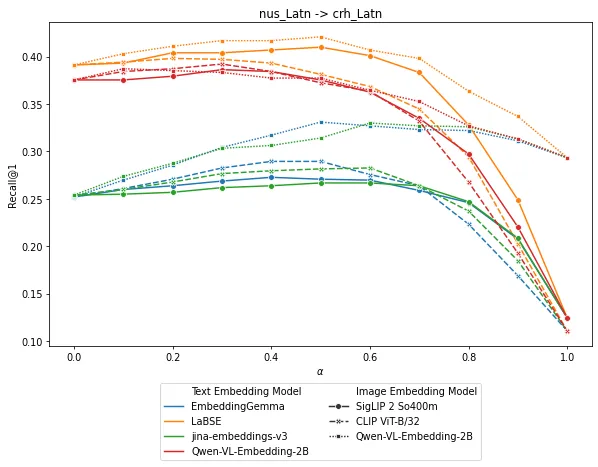 nus_Latn -> crh_Latn
Recall@1
0.40
0.35
0.30
0.25
0.20
0.15
0.10
0.0
0.2
0.4
0.6
0.8
1.0
α
Text Embedding Model
EmbeddingGemma
LaBSE
jina-embeddings-v3
Qwen-VL-Embedding-2B
Image Embedding Model
SigLIP 2 So400m
CLIP ViT-B/32
Qwen-VL-Embedding-2B